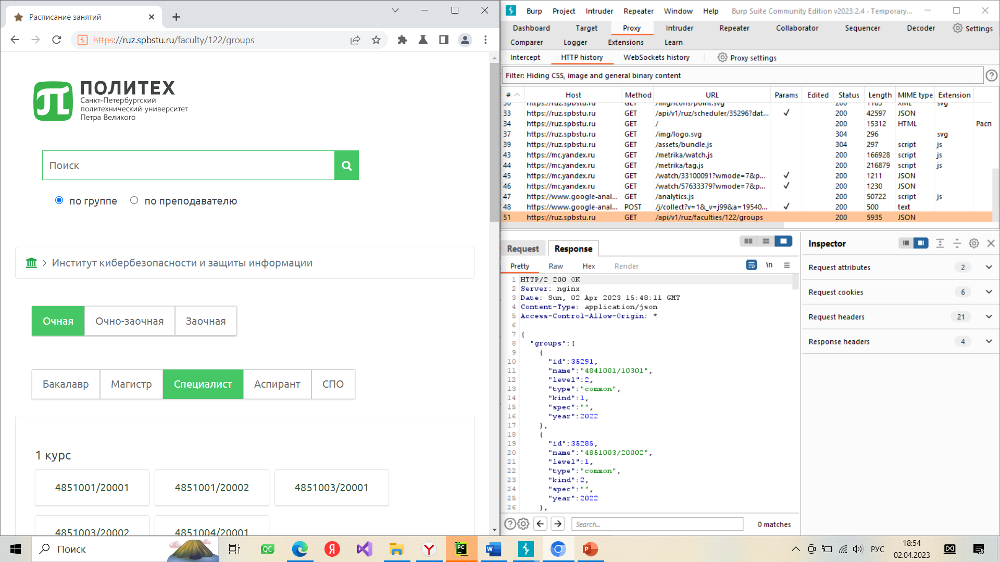 Расписание занятий
https://ruz.spbstu.ru/faculty/122/groups
ПОЛИТЕХ
Санкт-Петербургский
политехнический университет
Петра Великого
Поиск
по группе
по преподавателю
> Институт кибербезопасности и защиты информации
Очная
Очно-заочная
Заочная
Бакалавр
Магистр
Специалист
Аспирант
СПО
1 курс
4851001/20001
4851001/20002
4851003/20001
4851003/20002
4851004/20001
Burp Project Intruder Repeater Window Help Burp Suite Community Edition v2023.2.4 - Temporary...
Dashboard Target Proxy Intruder Repeater Collaborator Sequencer Decoder Settings
Comparer Logger Extensions Learn
Intercept HTTP history WebSockets history Proxy settings
Filter: Hiding CSS, image and general binary content
# Host Method URL Params Edited Status Length MIME type Extension
30 https://ruz.spbstu.ru GET /img/icons/point.svg 200 1165 XML svg
33 https://ruz.spbstu.ru GET /api/v1/ruz/scheduler/35296?dat... ✓ 200 42597 JSON
34 https://ruz.spbstu.ru GET / 200 15312 HTML Расп
37 https://ruz.spbstu.ru GET /img/logo.svg 304 296 svg
39 https://ruz.spbstu.ru GET /assets/bundle.js 304 297 script js
43 https://mc.yandex.ru GET /metrika/watch.js 200 166928 script js
44 https://mc.yandex.ru GET /metrika/tag.js 200 216879 script js
45 https://mc.yandex.ru GET /watch/33100091?wmode=7&p... ✓ 200 1211 JSON
46 https://mc.yandex.ru GET /watch/57633379?wmode=7&p... ✓ 200 1230 JSON
47 https://www.google-anal... GET /analytics.js 200 50722 script js
48 https://www.google-anal... POST /j/collect?v=1&_v=j99&a=19540... ✓ 200 500 text
51 https://ruz.spbstu.ru GET /api/v1/ruz/faculties/122/groups 200 5935 JSON
Request Response
Pretty Raw Hex Render \n
1 HTTP/2 200 OK
2 Server: nginx
3 Date: Sun, 02 Apr 2023 15:48:11 GMT
4 Content-Type: application/json
5 Access-Control-Allow-Origin: *
6
7 {
8 "groups":[
9 {
10 "id":35291,
11 "name":"4841001/10301",
12 "level":2,
13 "type":"common",
14 "kind":1,
15 "spec":"",
16 "year":2022
17 },
18 {
19 "id":35285,
20 "name":"4851003/20002",
21 "level":1,
22 "type":"common",
23 "kind":2,
24 "spec":"",
25 "year":2022
26 },
Search...
0 matches
Inspector
Request attributes 2
Request cookies 6
Request headers 21
Response headers 4
Поиск
QC
Я
Y
PC
W
P
РУС
18:54
02.04.2023